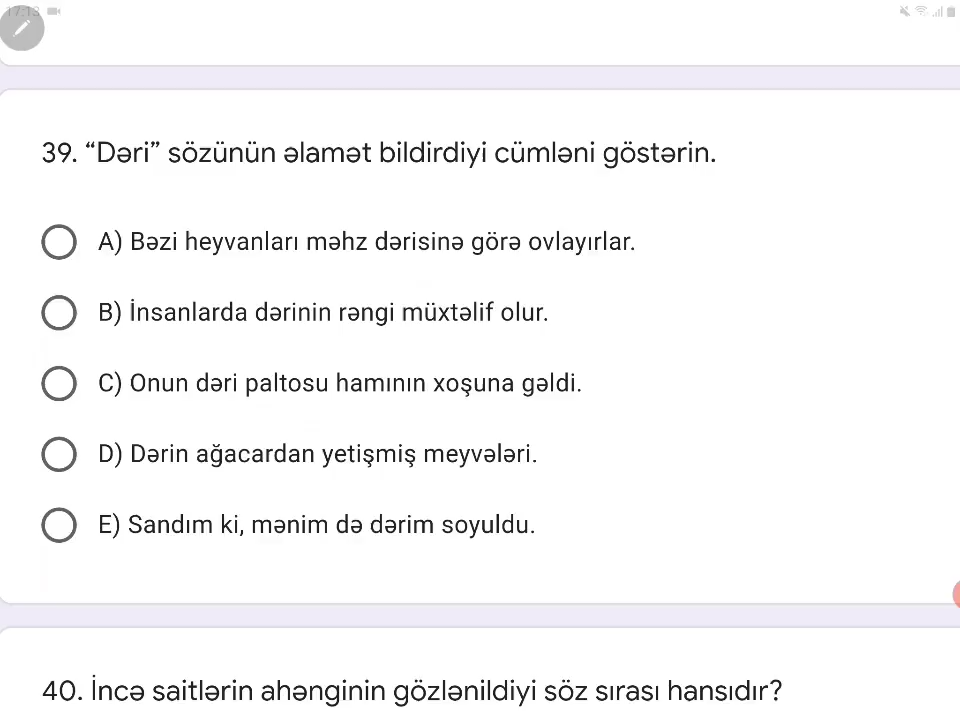 17:13
39. “Dəri” sözünün əlamət bildirdiyi cümləni göstərin.
A) Bəzi heyvanları məhz dərisinə görə ovlayırlar.
B) İnsanlarda dərinin rəngi müxtəlif olur.
C) Onun dəri paltosu hamının xoşuna gəldi.
D) Dərin ağacardan yetişmiş meyvələri.
E) Sandım ki, mənim də dərim soyuldu.
40. İncə saitlərin ahənginin gözlənildiyi söz sırası hansıdır?